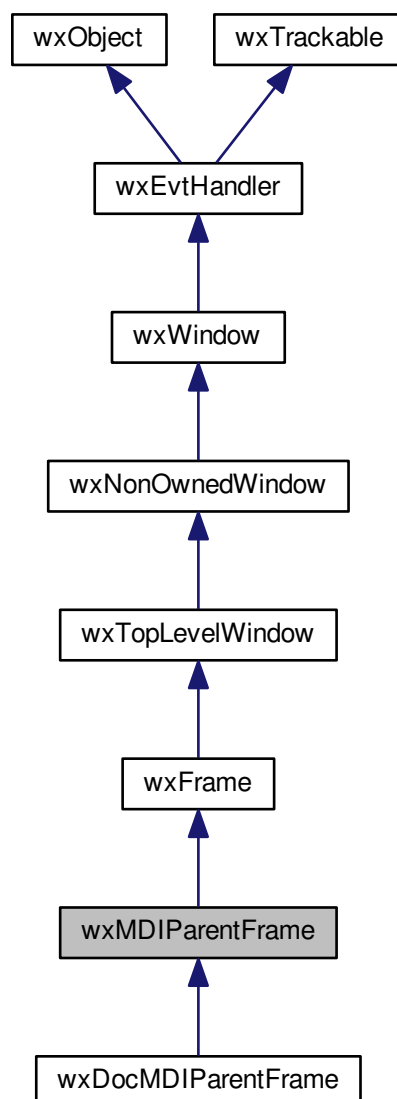 wxObject
wxTrackable
wxEvtHandler
wxWindow
wxNonOwnedWindow
wxTopLevelWindow
wxFrame
wxMDIParentFrame
wxDocMDIParentFrame